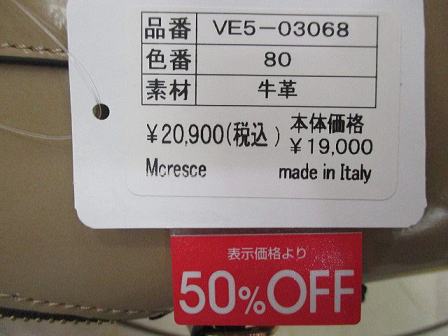 品番 VE5-03068
色番 80
素材 牛革
¥20,900(税込) 本体価格
¥19,000
Mcresce made in Italy
表示価格より
50%OFF